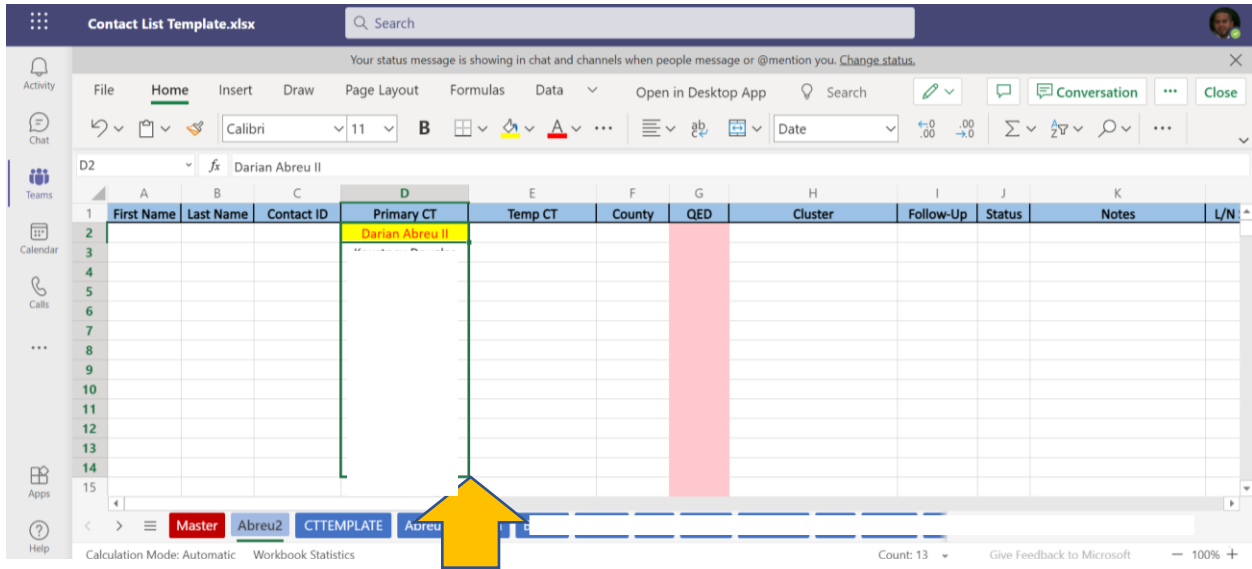 Contact List Template.xlsx Search
Your status message is showing in chat and channels when people message or @mention you. Change status.
Activity
Chat
Teams
Calendar
Calls
Apps
Help
File Home Insert Draw Page Layout Formulas Data Open in Desktop App Search Conversation Close
Calibri 11 B ab Date
D2 fx Darian Abreu II
A B C D E F G H I J K
1 First Name Last Name Contact ID Primary CT Temp CT County QED Cluster Follow-Up Status Notes L/N
2 Darian Abreu II
3
4
5
6
7
8
9
10
11
12
13
14
15
Master Abreu2 CTTEMPLATE Abreu
Calculation Mode: Automatic Workbook Statistics Count: 13 Give Feedback to Microsoft 100%